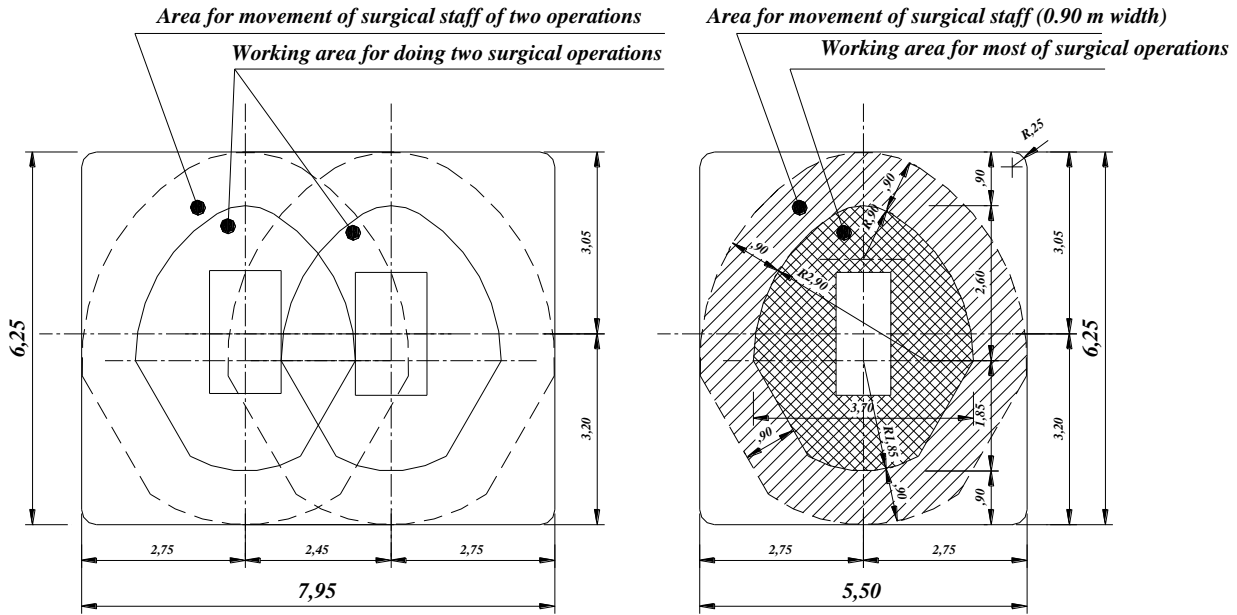 Area for movement of surgical staff of two operations
Working area for doing two surgical operations
Area for movement of surgical staff (0.90 m width)
Working area for most of surgical operations
6,25
3,05
3,20
2,75
2,45
2,75
7,95
R,25
,90
,90
R,90
,90
R2,90
2,60
3,05
6,25
3,70
1,85
,90
R1,85
3,20
,90
,90
2,75
2,75
5,50